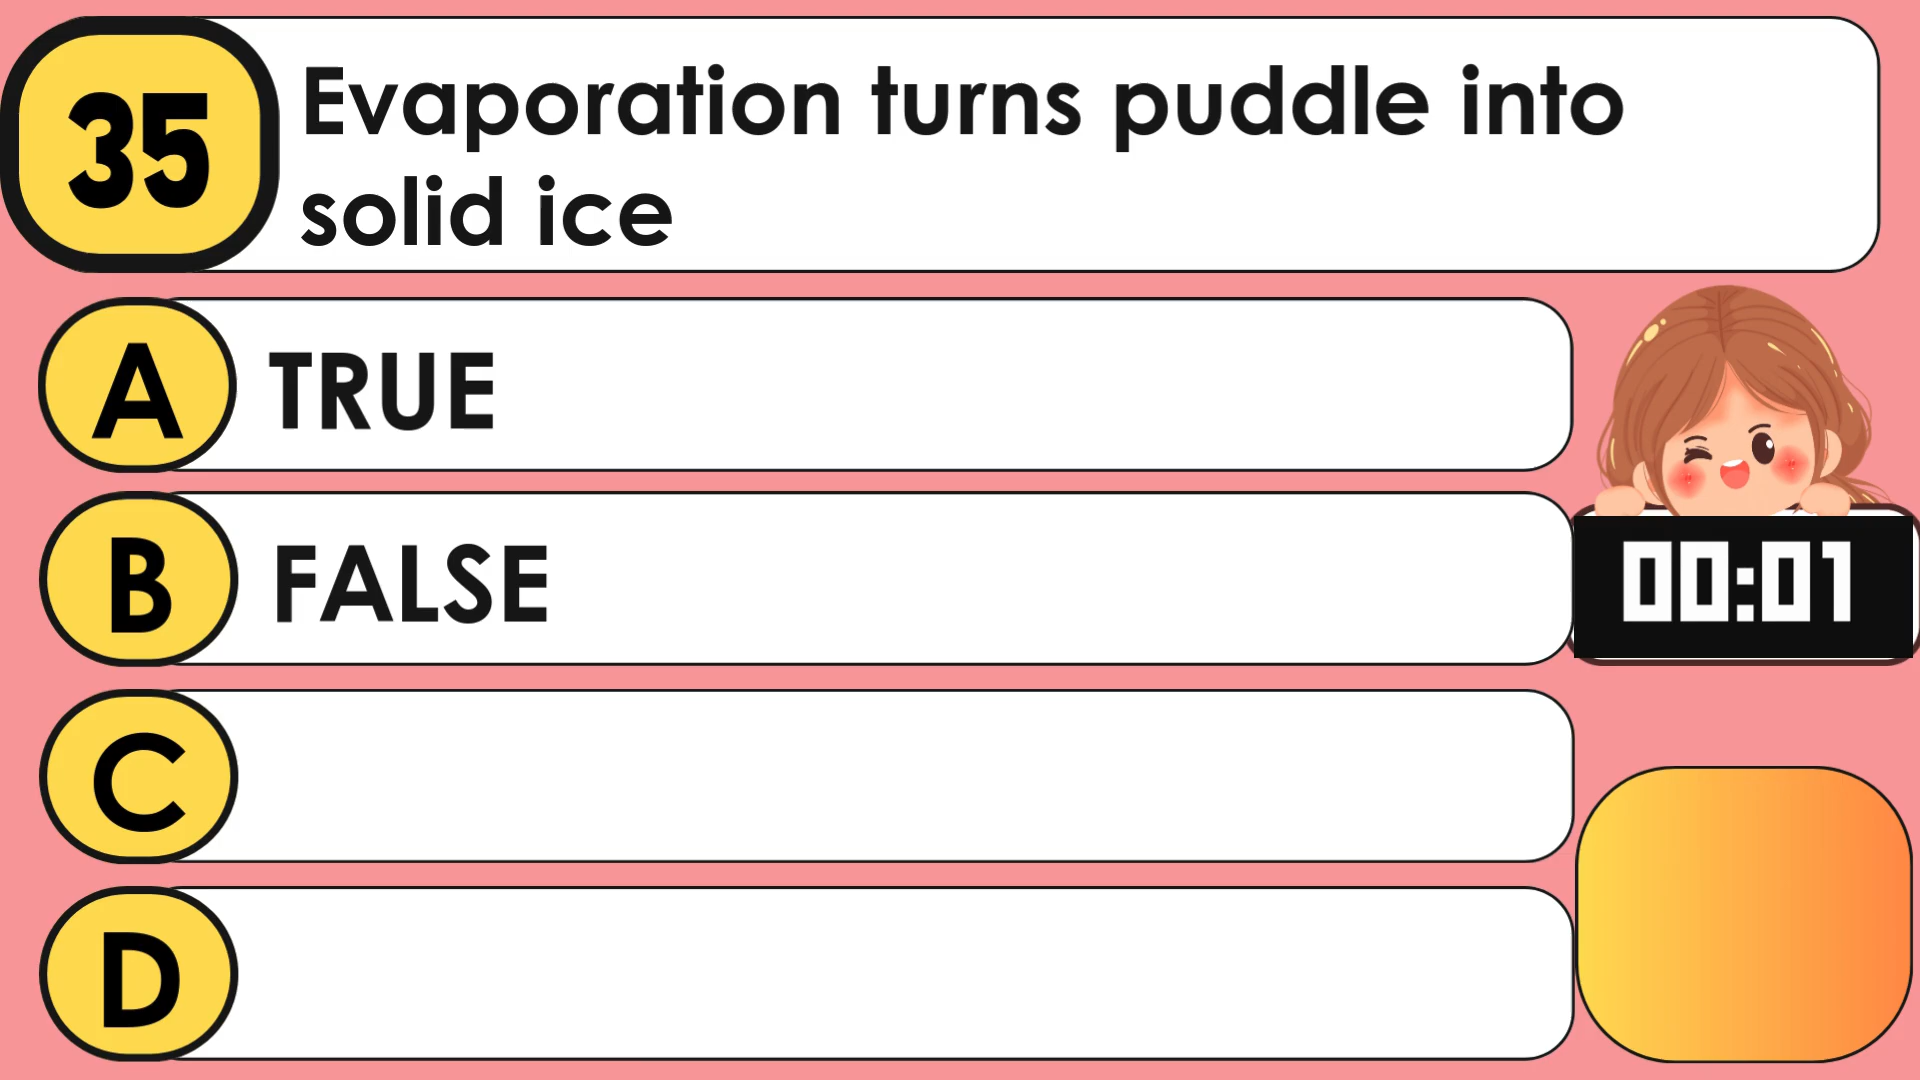 35
Evaporation turns puddle into
solid ice
A
TRUE
B
FALSE
00:01
C
D